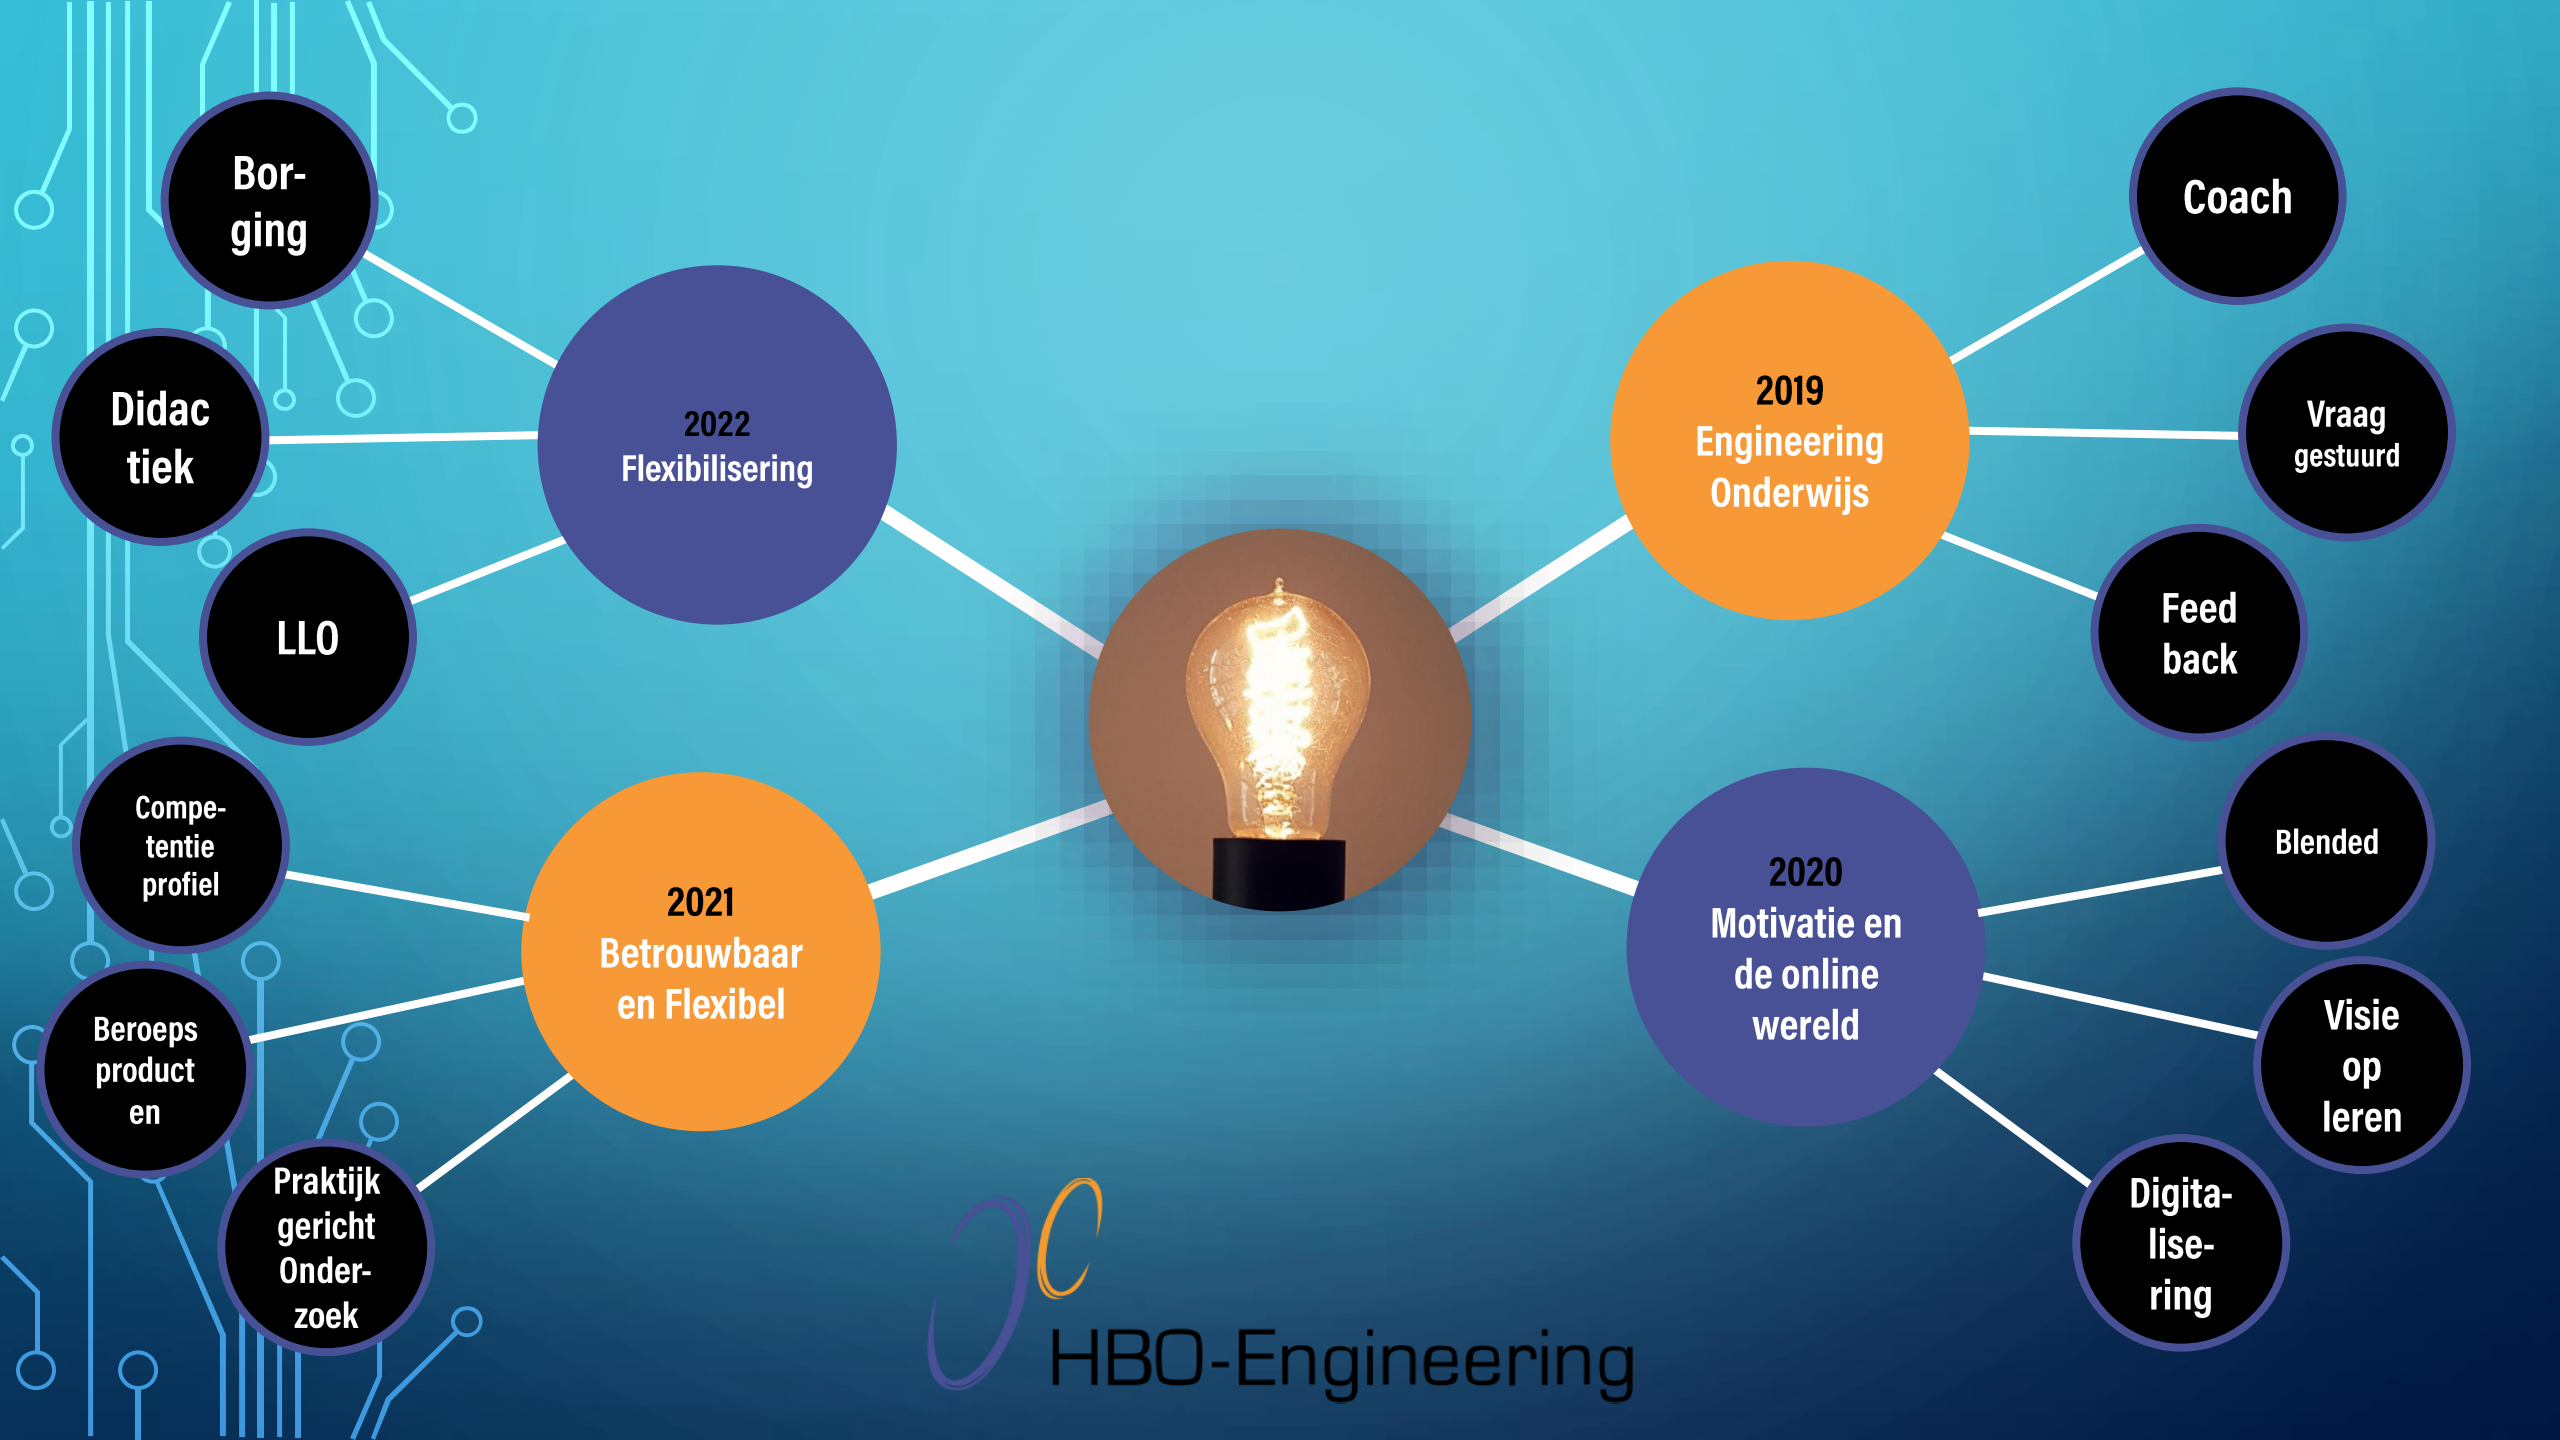 Bor-
ging
Didac
tiek
LLO
2022
Flexibilisering
Compe-
tentie
profiel
Beroeps
product
en
Praktijk
gericht
Onder-
zoek
2021
Betrouwbaar
en Flexibel
2019
Engineering
Onderwijs
Coach
Vraag
gestuurd
Feed
back
2020
Motivatie en
de online
wereld
Blended
Visie
op
leren
Digita-
lise-
ring
HBO-Engineering